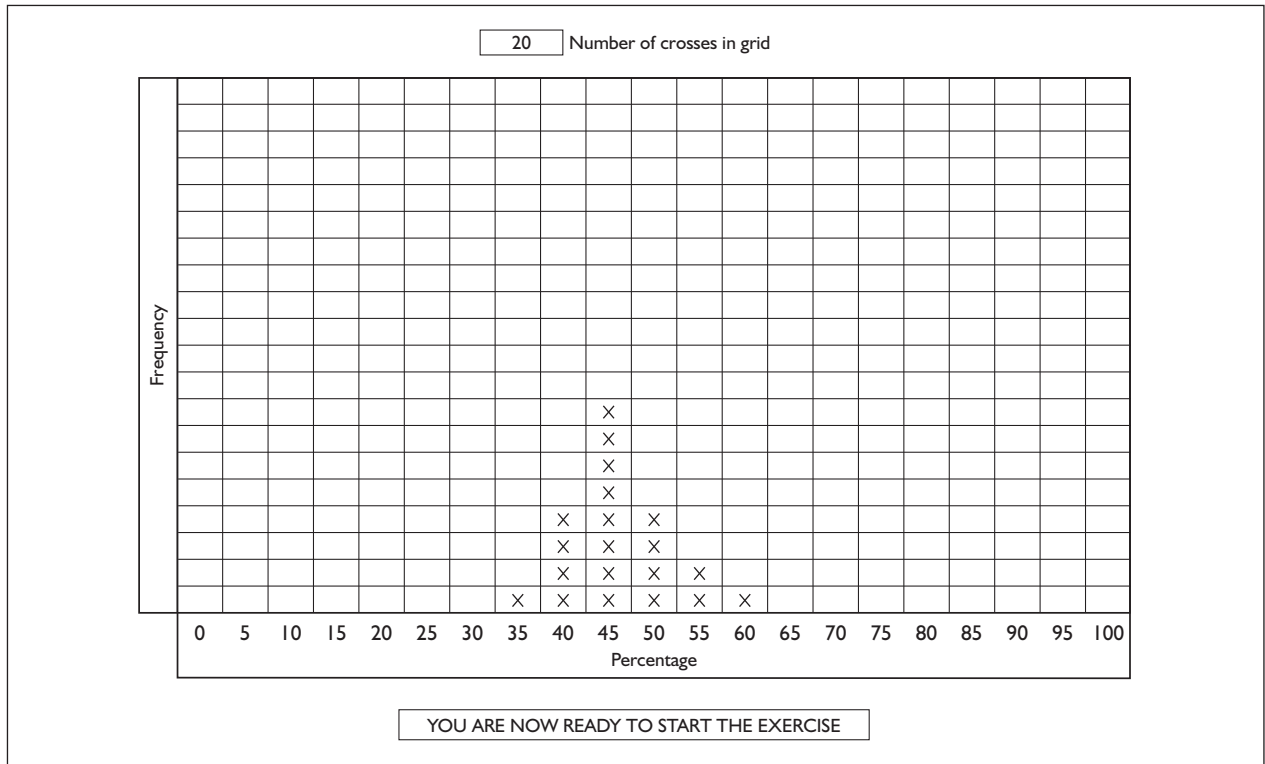 20 Number of crosses in grid
Frequency
X
X
X
X
X X X
X X X
X X X X
X X X X X X
0 5 10 15 20 25 30 35 40 45 50 55 60 65 70 75 80 85 90 95 100
Percentage
YOU ARE NOW READY TO START THE EXERCISE